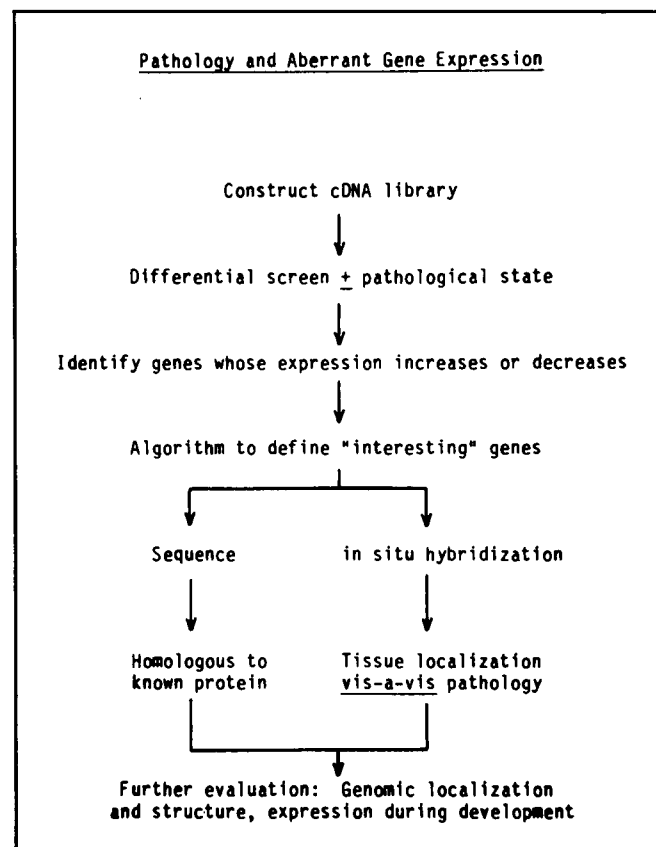 Pathology and Aberrant Gene Expression
Construct cDNA library
Differential screen ± pathological state
Identify genes whose expression increases or decreases
Algorithm to define "interesting" genes
Sequence in situ hybridization
Homologous to Tissue localization
known protein vis-a-vis pathology
Further evaluation: Genomic localization
and structure, expression during development